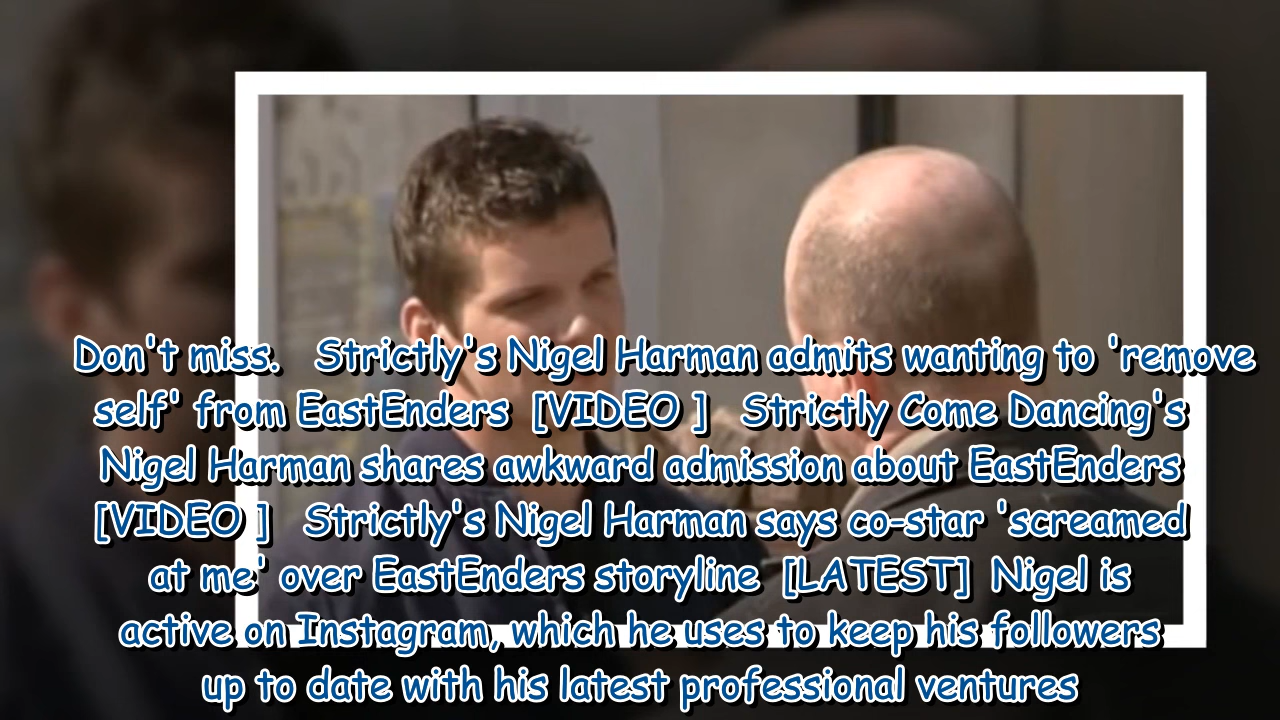 Don't miss. Strictly's Nigel Harman admits wanting to 'remove
self' from EastEnders [VIDEO ] Strictly Come Dancing's
Nigel Harman shares awkward admission about EastEnders
[VIDEO ] Strictly's Nigel Harman says co-star 'screamed
at me' over EastEnders storyline [LATEST] Nigel is
active on Instagram, which he uses to keep his followers
up to date with his latest professional ventures